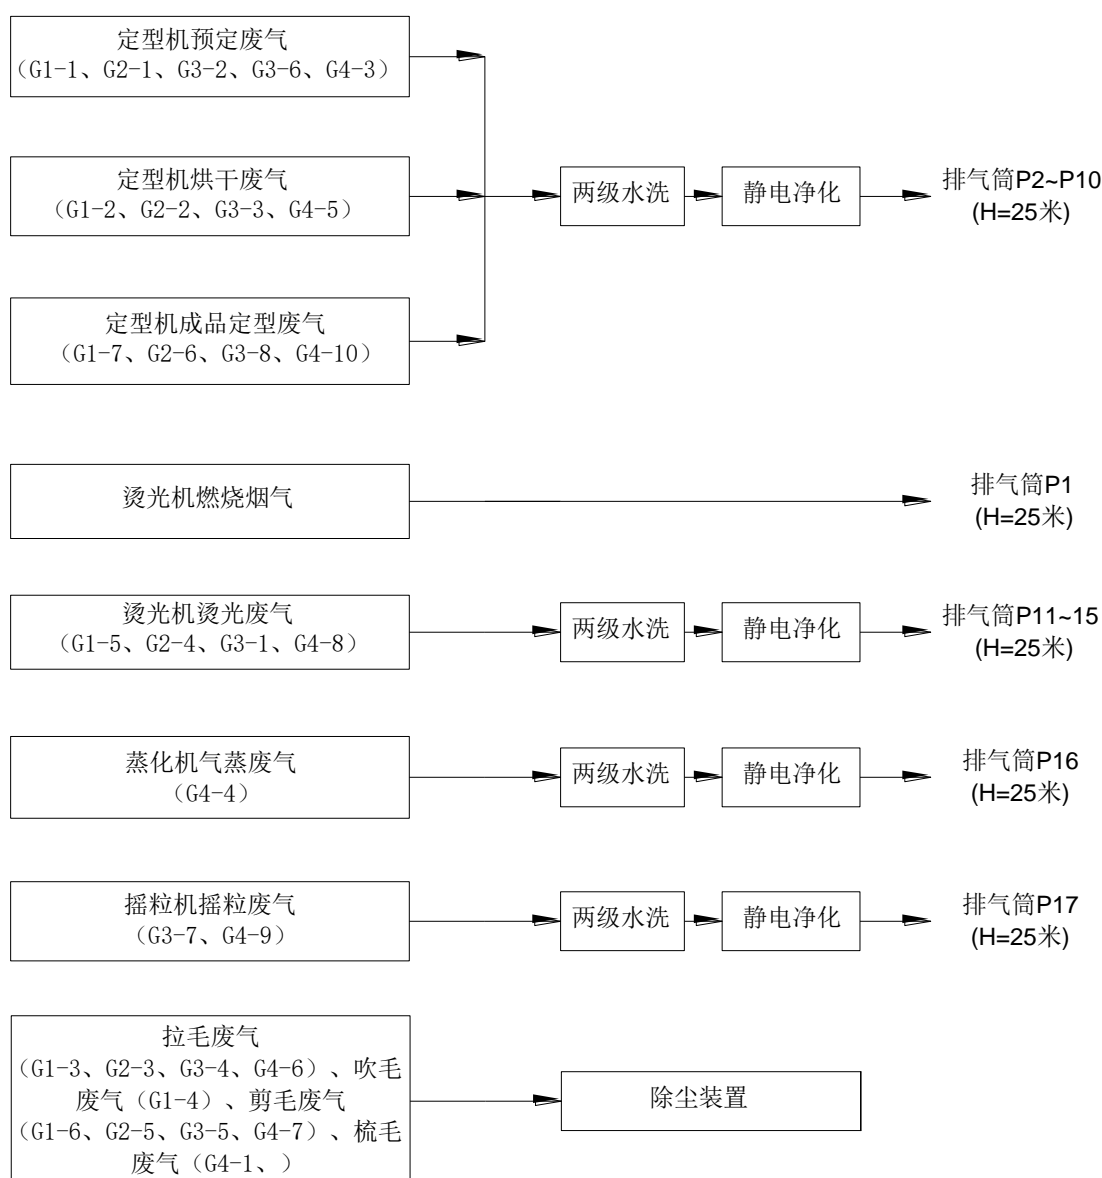 定型机预定废气
（G1-1、G2-1、G3-2、G3-6、G4-3）
定型机烘干废气
（G1-2、G2-2、G3-3、G4-5）
两级水洗
静电净化
排气筒P2~P10
(H=25米)
定型机成品定型废气
（G1-7、G2-6、G3-8、G4-10）
烫光机燃烧烟气
排气筒P1
(H=25米)
烫光机烫光废气
（G1-5、G2-4、G3-1、G4-8）
两级水洗
静电净化
排气筒P11~15
(H=25米)
蒸化机气蒸废气
（G4-4）
两级水洗
静电净化
排气筒P16
(H=25米)
摇粒机摇粒废气
（G3-7、G4-9）
两级水洗
静电净化
排气筒P17
(H=25米)
拉毛废气
（G1-3、G2-3、G3-4、G4-6）、吹毛
废气（G1-4）、剪毛废气
（G1-6、G2-5、G3-5、G4-7）、梳毛
废气（G4-1、）
除尘装置